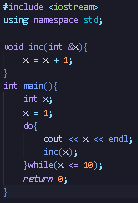 #include <iostream>
using namespace std;

void inc(int &x){
    x = x + 1;
}
int main(){
    int x;
    x = 1;
    do{
        cout << x << endl;
        inc(x);
    }while(x <= 10);
    return 0;
}